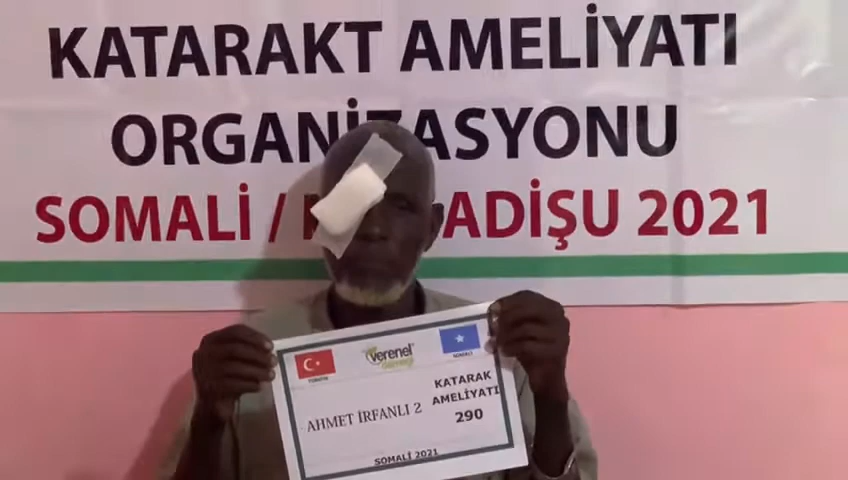 KATARAKT AMELİYATI
ORGANİZASYONU
SOMALİ / ADİŞU 2021
TÜRKİYE
verenel
derneği
SOMALİ
KATARAK
AMELİYATI
290
AHMET İRFANLI 2
SOMALİ 2021